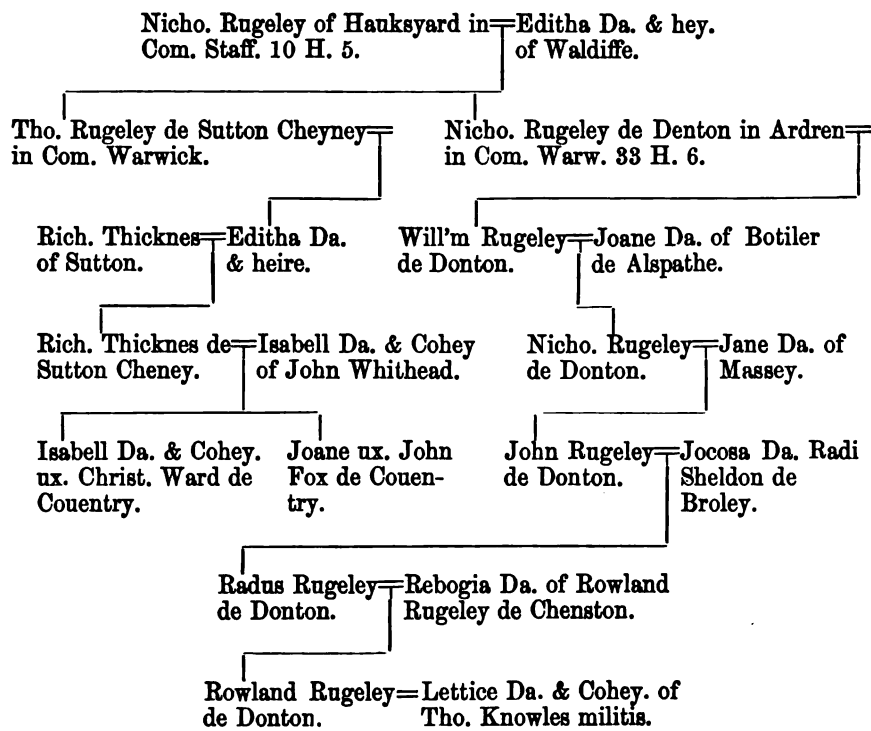 Nicho. Rugeley of Hauksyard in Com. Staff. 10 H. 5.
Editha Da. & hey. of Waldiffe.
Tho. Rugeley de Sutton Cheyney
in Com. Warwick.
Nicho. Rugeley de Denton in Ardren
in Com. Warw. 33 H. 6.
Rich. Thicknes
of Sutton.
Editha Da.
& heire.
Will'm Rugeley
de Donton.
Joane Da. of Botiler
de Alspathe.
Rich. Thicknes de
Sutton Cheney.
Isabell Da. & Cohey
of John Whithead.
Nicho. Rugeley
de Donton.
Jane Da. of
Massey.
Isabell Da. & Cohey.
ux. Christ. Ward de
Couentry.
Joane ux. John
Fox de Couen-
try.
John Rugeley
de Donton.
Jocosa Da. Radi
Sheldon de
Broley.
Radus Rugeley
de Donton.
Rebogia Da. of Rowland
Rugeley de Chenston.
Rowland Rugeley
de Donton.
Lettice Da. & Cohey. of
Tho. Knowles militis.